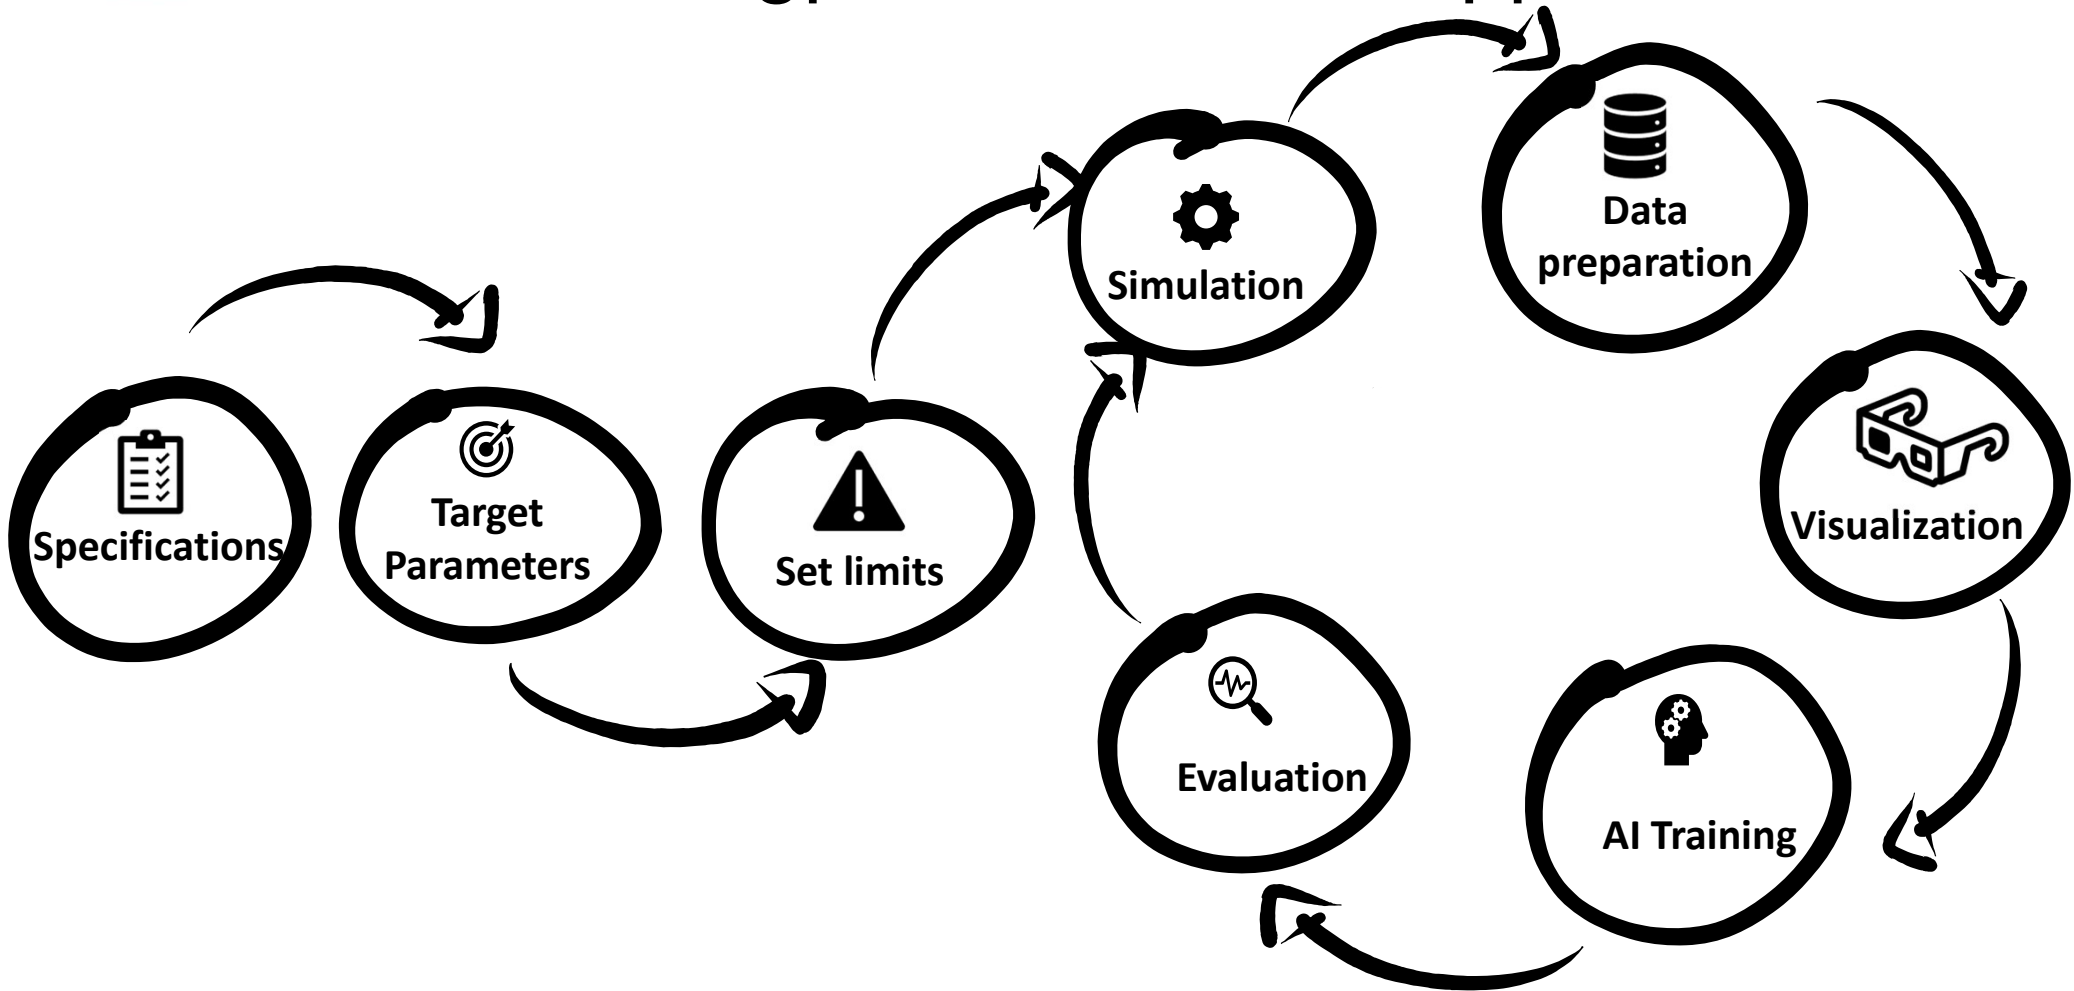 Specifications
Target
Parameters
Set limits
Simulation
Data
preparation
Visualization
AI Training
Evaluation